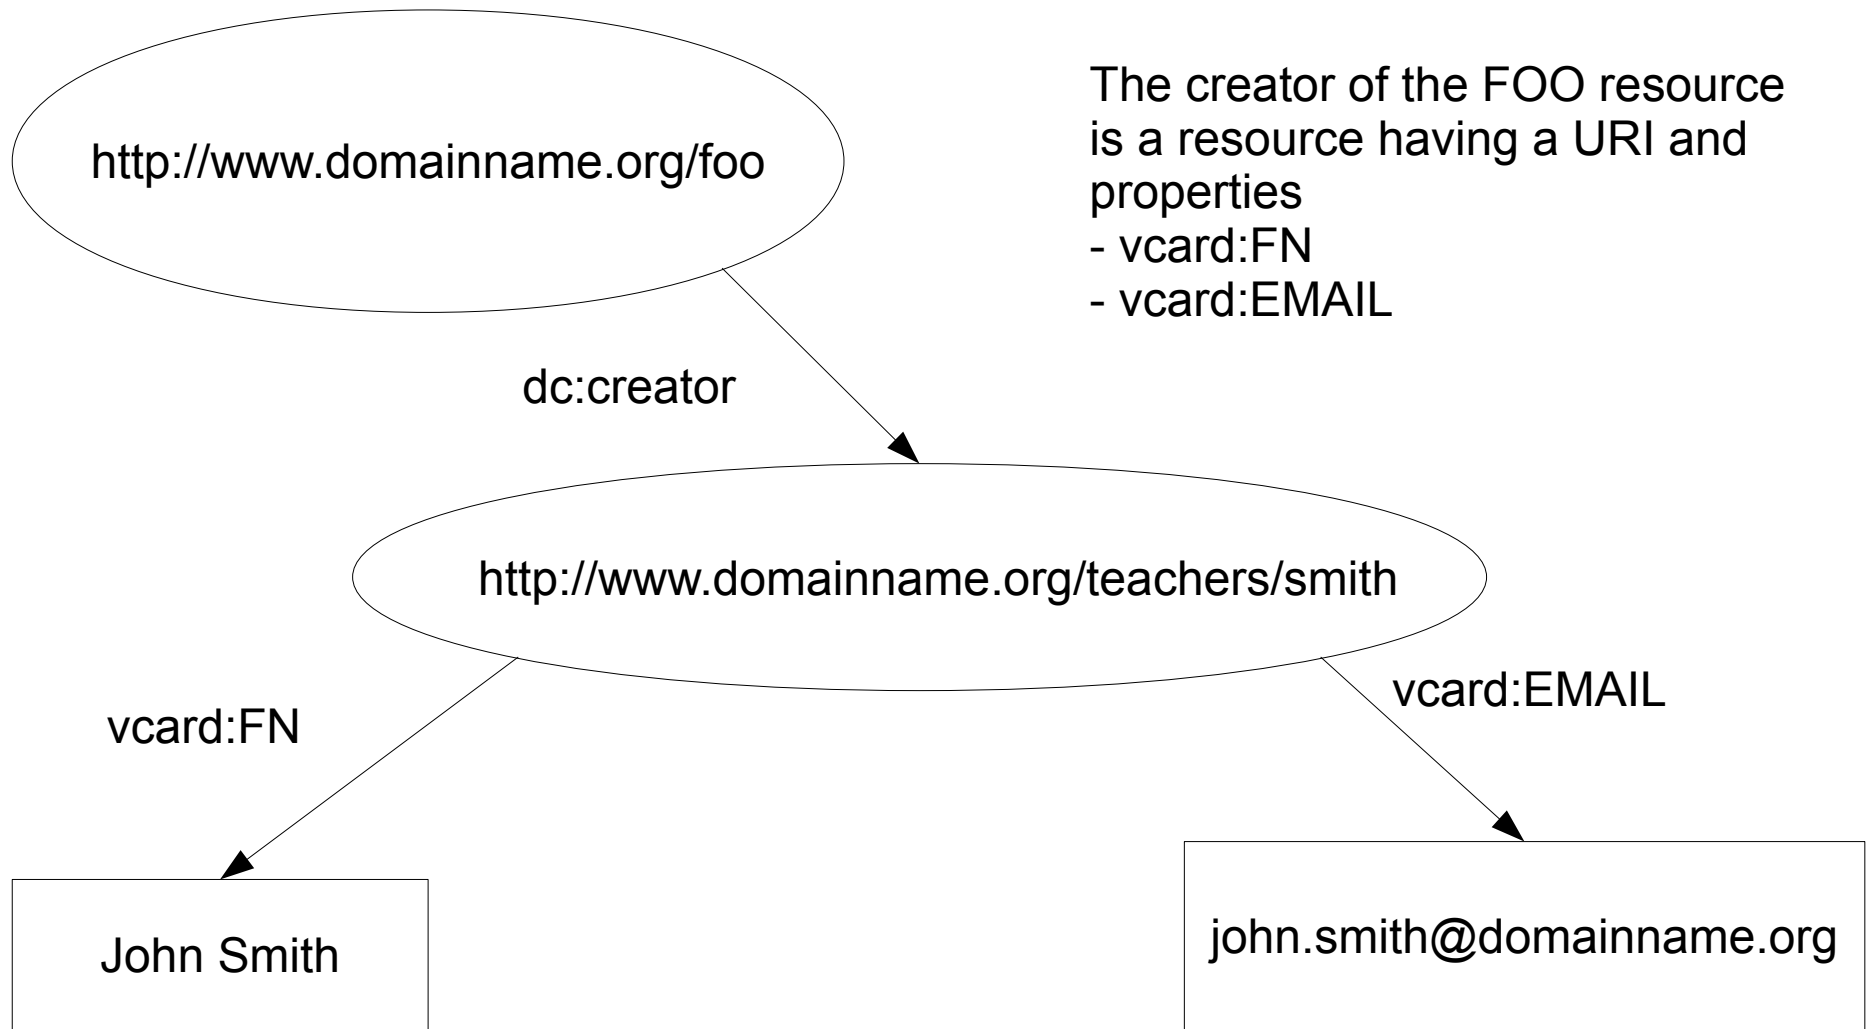 http://www.domainname.org/foo
The creator of the FOO resource
is a resource having a URI and
properties
- vcard:FN
- vcard:EMAIL
dc:creator
http://www.domainname.org/teachers/smith
vcard:EMAIL
vcard:FN
John Smith
john.smith@domainname.org